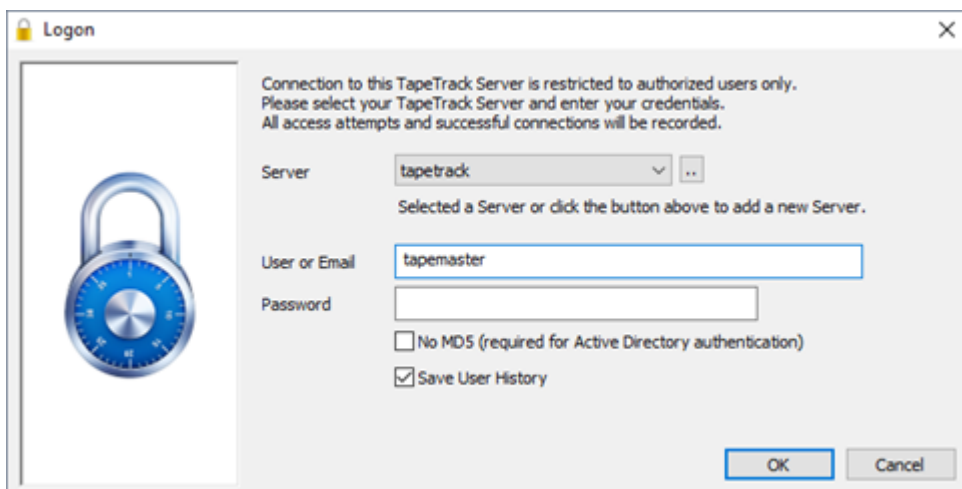 Logon
Connection to this TapeTrack Server is restricted to authorized users only.
Please select your TapeTrack Server and enter your credentials.
All access attempts and successful connections will be recorded.
Server
tapetrack
..
Selected a Server or click the button above to add a new Server.
User or Email
tapemaster
Password
No MD5 (required for Active Directory authentication)
Save User History
OK
Cancel